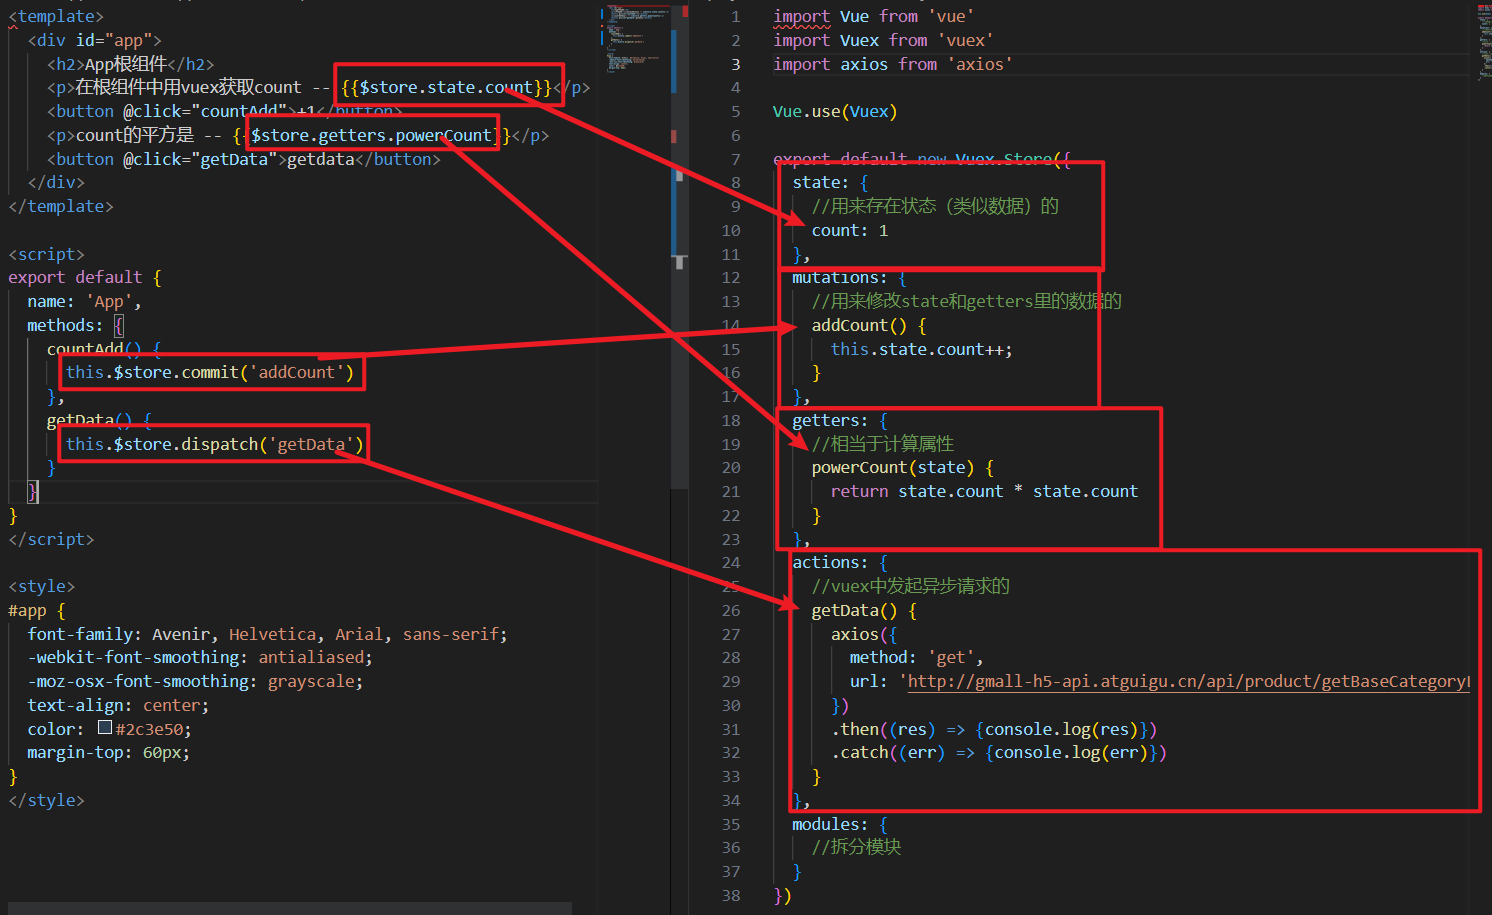 <template>
<div id="app">
<h2>App根组件</h2>
<p>在根组件中用vuex获取count -- {{$store.state.count}}</p>
<button @click="countAdd">+1</button>
<p>count的平方是 -- {{$store.getters.powerCount}}</p>
<button @click="getData">getdata</button>
</div>
</template>
<script>
export default {
name: 'App',
methods: {
countAdd() {
this.$store.commit('addCount')
},
getData() {
this.$store.dispatch('getData')
}
}
}
</script>
<style>
#app {
font-family: Avenir, Helvetica, Arial, sans-serif;
-webkit-font-smoothing: antialiased;
-moz-osx-font-smoothing: grayscale;
text-align: center;
color: #2c3e50;
margin-top: 60px;
}
</style>
1 import Vue from 'vue'
2 import Vuex from 'vuex'
3 import axios from 'axios'
4
5 Vue.use(Vuex)
6
7 export default new Vuex.Store({
8 state: {
9 //用来存在状态（类似数据）的
10 count: 1
11 },
12 mutations: {
13 //用来修改state和getters里的数据的
14 addCount() {
15 this.state.count++;
16 }
17 },
18 getters: {
19 //相当于计算属性
20 powerCount(state) {
21 return state.count * state.count
22 }
23 },
24 actions: {
25 //vuex中发起异步请求的
26 getData() {
27 axios({
28 method: 'get',
29 url: 'http://gmall-h5-api.atguigu.cn/api/product/getBaseCategoryL
30 })
31 .then((res) => {console.log(res)})
32 .catch((err) => {console.log(err)})
33 }
34 },
35 modules: {
36 //拆分模块
37 }
38 })